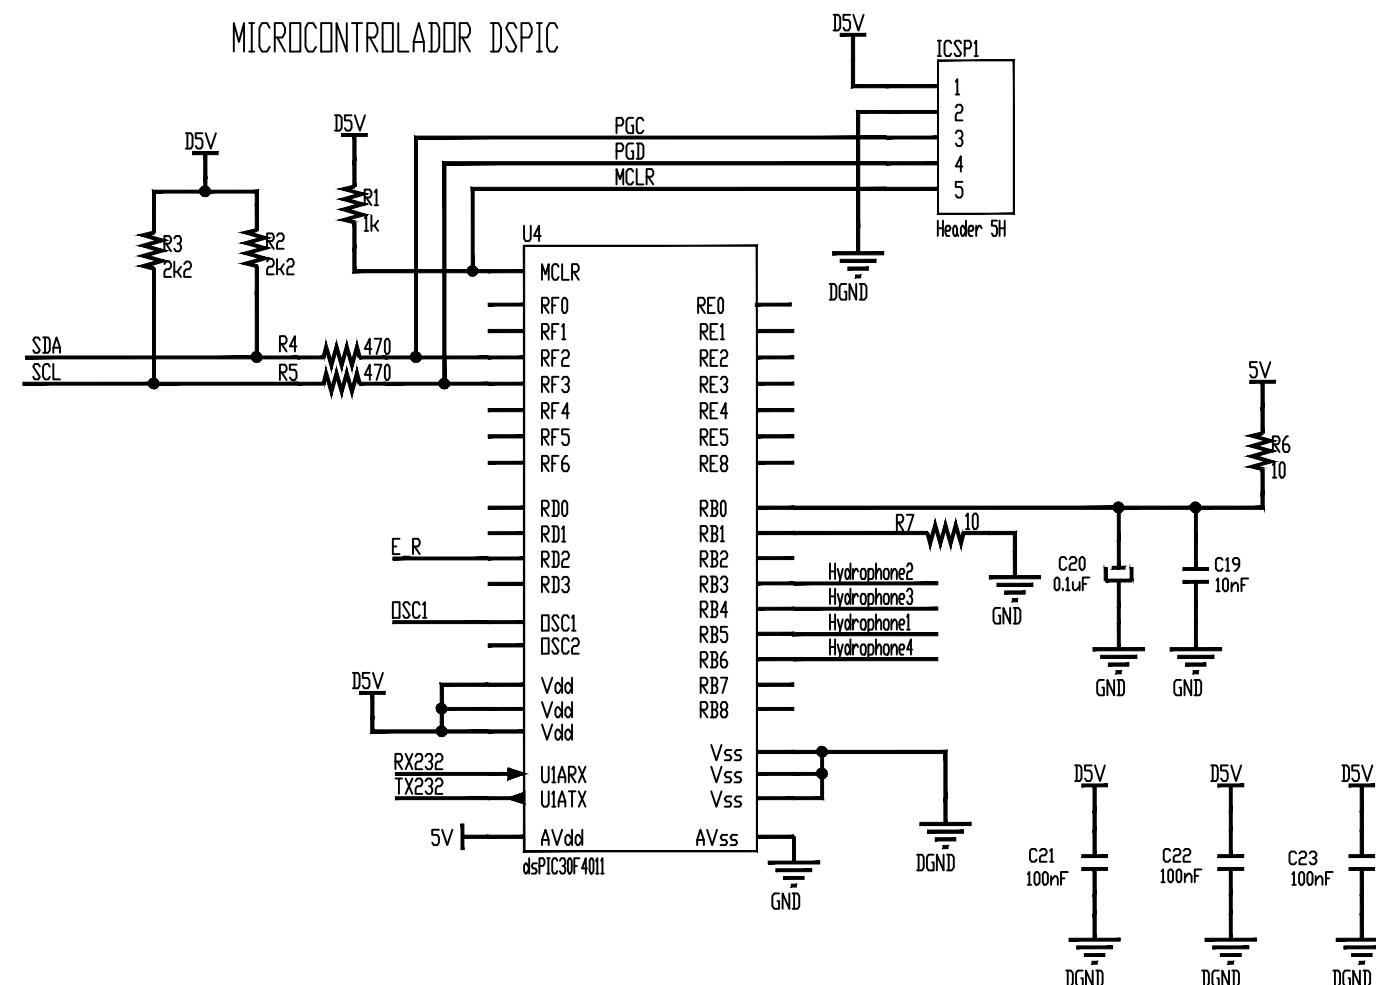 MICROCONTROLADOR DSPIC
D5V
ICSP1
1
2
3
4
5
Header 5H
DGND
D5V
D5V
PGC
PGD
MCLR
R1
1k
R3
2k2
R2
2k2
SDA
SCL
R4
470
R5
470
U4
MCLR
RF0
RF1
RF2
RF3
RF4
RF5
RF6
RD0
RD1
RD2
RD3
OSC1
OSC2
Vdd
Vdd
Vdd
U1ARX
U1ATX
AVdd
RE0
RE1
RE2
RE3
RE4
RE5
RE8
RB0
RB1
RB2
RB3
RB4
RB5
RB6
RB7
RB8
Vss
Vss
Vss
AVss
dsPIC30F4011
E_R
OSC1
D5V
RX232
TX232
5V
5V
R6
10
R7
10
GND
Hydrophone2
Hydrophone3
Hydrophone1
Hydrophone4
C20
0.1uF
C19
10nF
GND
GND
DGND
GND
D5V
D5V
D5V
C21
100nF
C22
100nF
C23
100nF
DGND
DGND
DGND